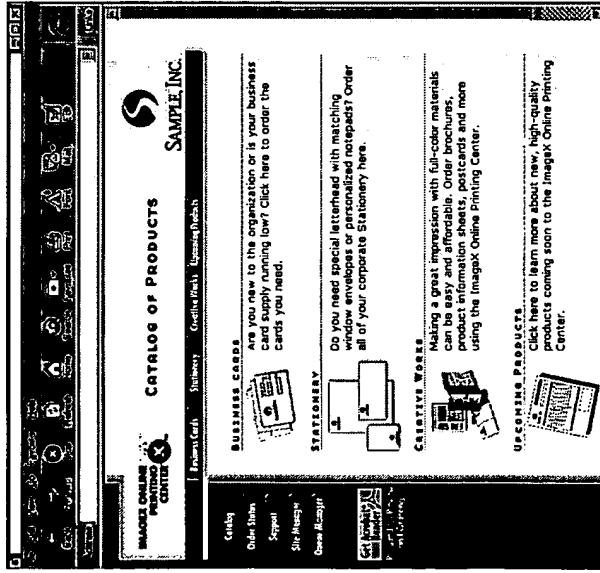 IMAGEX ONLINE
PRINTING
CENTER
CATALOG OF PRODUCTS
SAMPLE, INC.
Business Cards Stationery Creative Works Upcoming Products
Catalog
Order Status
Support
Site Manager
Queue Manager
BUSINESS CARDS
Are you new to the organization or is your business
card supply running low? Click here to order the
cards you need.
STATIONERY
Do you need special letterhead with matching
window envelopes or personalized notepads? Order
all of your corporate Stationery here.
CREATIVE WORKS
Making a great impression with full-color materials
can be easy and affordable. Order brochures,
product information sheets, postcards and more
using the ImageX Online Printing Center.
UPCOMING PRODUCTS
Click here to learn more about new, high-quality
products coming soon to the ImageX Online Printing
Center.